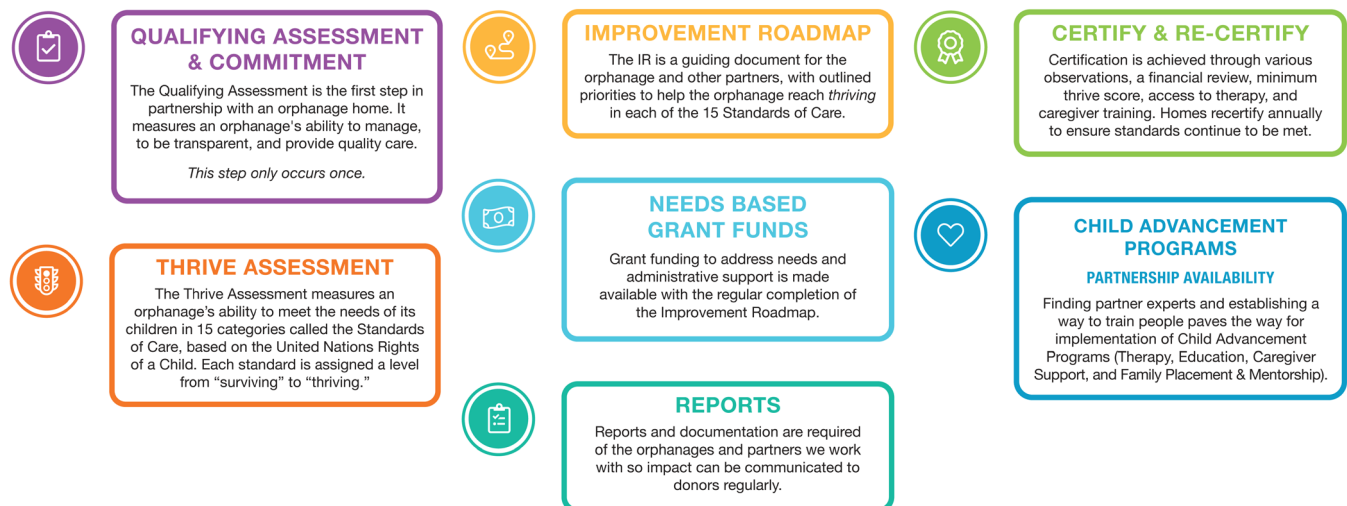 QUALIFYING ASSESSMENT
& COMMITMENT
The Qualifying Assessment is the first step in
partnership with an orphanage home. It
measures an orphanage's ability to manage,
to be transparent, and provide quality care.
This step only occurs once.
THRIVE ASSESSMENT
The Thrive Assessment measures an
orphanage’s ability to meet the needs of its
children in 15 categories called the Standards
of Care, based on the United Nations Rights
of a Child. Each standard is assigned a level
from “surviving” to “thriving.”
IMPROVEMENT ROADMAP
The IR is a guiding document for the
orphanage and other partners, with outlined
priorities to help the orphanage reach thriving
in each of the 15 Standards of Care.
NEEDS BASED
GRANT FUNDS
Grant funding to address needs and
administrative support is made
available with the regular completion of
the Improvement Roadmap.
REPORTS
Reports and documentation are required
of the orphanages and partners we work
with so impact can be communicated to
donors regularly.
CERTIFY & RE-CERTIFY
Certification is achieved through various
observations, a financial review, minimum
thrive score, access to therapy, and
caregiver training. Homes recertify annually
to ensure standards continue to be met.
CHILD ADVANCEMENT
PROGRAMS
PARTNERSHIP AVAILABILITY
Finding partner experts and establishing a
way to train people paves the way for
implementation of Child Advancement
Programs (Therapy, Education, Caregiver
Support, and Family Placement & Mentorship).